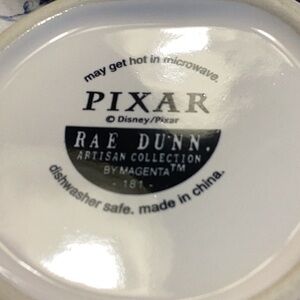 may get hot in microwave.
PIXAR
© Disney/Pixar
RAE DUNN.
ARTISAN COLLECTION
BY MAGENTA™
- 181 -
dishwasher safe. made in china.